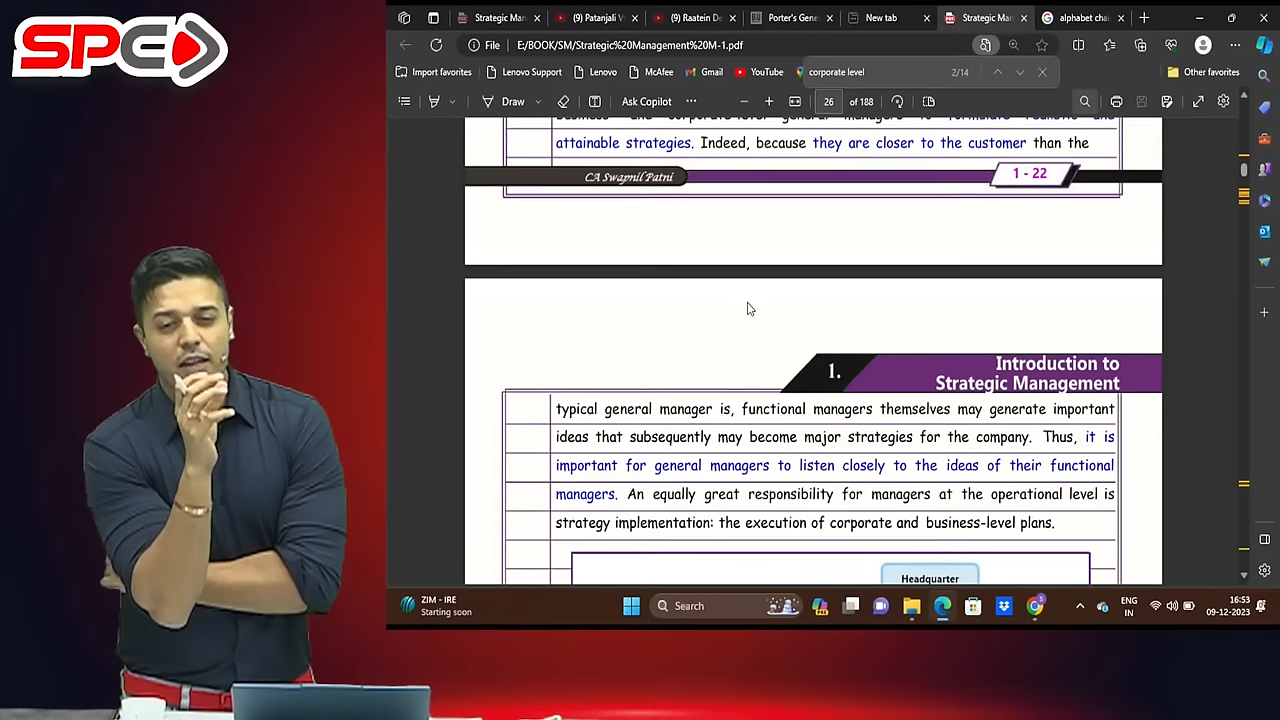 SPC
Strategic Man
(9) Patanjali V
(9) Raatein De
Porter's Gene
New tab
Strategic Man
alphabet chai
File
E:/BOOK/SM/Strategic%20Management%20M-1.pdf
Import favorites
Lenovo Support
Lenovo
McAfee
Gmail
YouTube
corporate level
2/14
Other favorites
Draw
Ask Copilot
26
of 188
attainable strategies. Indeed, because they are closer to the customer than the
CA Swapnil Patni
1 - 22
1.
Introduction to
Strategic Management
typical general manager is, functional managers themselves may generate important
ideas that subsequently may become major strategies for the company. Thus, it is
important for general managers to listen closely to the ideas of their functional
managers. An equally great responsibility for managers at the operational level is
strategy implementation: the execution of corporate and business-level plans.
Headquarter
ZIM - IRE
Starting soon
Search
ENG
IN
16:53
09-12-2023